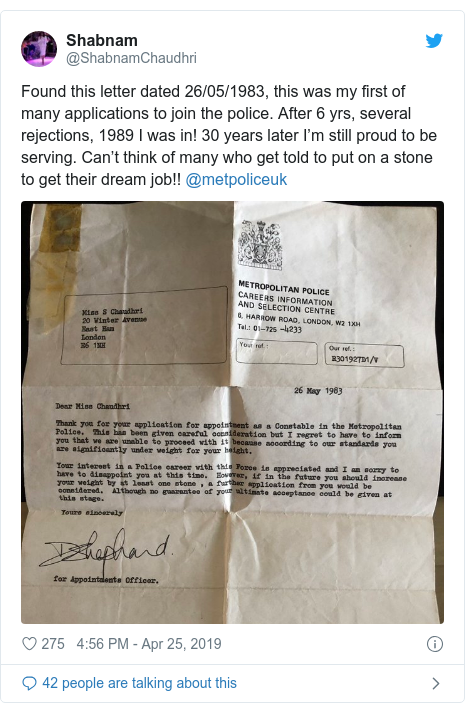 Shabnam
@ShabnamChaudhri
Found this letter dated 26/05/1983, this was my first of
many applications to join the police. After 6 yrs, several
rejections, 1989 I was in! 30 years later I’m still proud to be
serving. Can’t think of many who get told to put on a stone
to get their dream job!! @metpoliceuk
METROPOLITAN POLICE
CAREERS INFORMATION
AND SELECTION CENTRE
6, HARROW ROAD, LONDON, W2 1XH
Tel.: 01-725 -4233
Your ref.:
Our ref.:
R301927D1/V
Miss S Chaudhri
20 Winter Avenue
East Ham
London
E6 1NH
26 May 1983
Dear Miss Chaudhri
Thank you for your application for appointment as a Constable in the Metropolitan
Police. This has been given careful consideration but I regret to have to inform
you that we are unable to proceed with it because according to our standards you
are significantly under weight for your height.
Your interest in a Police career with this Force is appreciated and I am sorry to
have to disappoint you at this time. However, if in the future you should increase
your weight by at least one stone , a further application from you would be
considered. Although no guarantee of your ultimate acceptance could be given at
this stage.
Yours sincerely
DShephard.
for Appointments Officer.
275 4:56 PM - Apr 25, 2019
42 people are talking about this